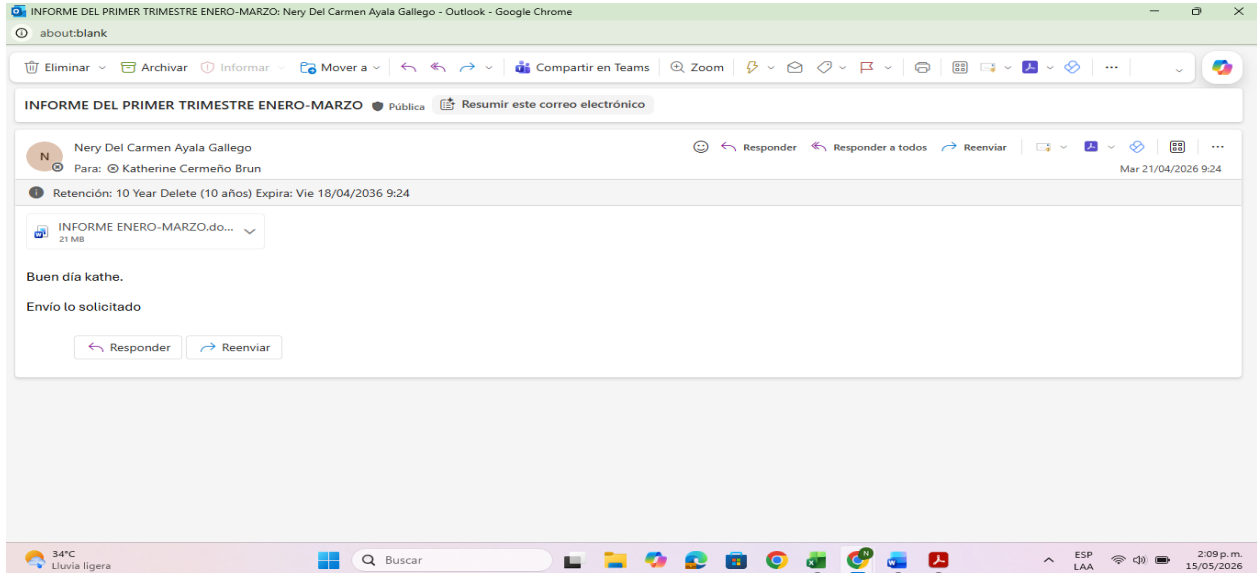 INFORME DEL PRIMER TRIMESTRE ENERO-MARZO: Nery Del Carmen Ayala Gallego - Outlook - Google Chrome
about:blank
Eliminar Archivar Informar Mover a Compartir en Teams Zoom
INFORME DEL PRIMER TRIMESTRE ENERO-MARZO Pública Resumir este correo electrónico
N
Nery Del Carmen Ayala Gallego
Responder Responder a todos Reenviar
Para: Katherine Cermeño Brun
Mar 21/04/2026 9:24
Retención: 10 Year Delete (10 años) Expira: Vie 18/04/2036 9:24
INFORME ENERO-MARZO.do...
21 MB
Buen día kathe.
Envío lo solicitado
Responder Reenviar
34°C
Lluvia ligera
Buscar
ESP
LAA
2:09 p. m.
15/05/2026